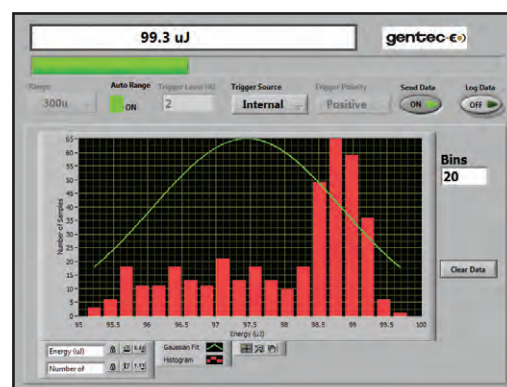 99.3 uJ
gentec-eo
Range
Auto Range
Trigger Level (%)
Trigger Source
Trigger Polarity
Send Data
Log Data
300u
ON
2
Internal
Positive
ON
OFF
65
60
55
50
45
40
35
30
25
20
15
10
5
0
Number of Samples
95
95.5
96
96.5
97
97.5
98
98.5
99
99.5
100
Energy (uJ)
Bins
20
Clear Data
Energy (uJ)
Number of
Gaussian Fit
Histogram